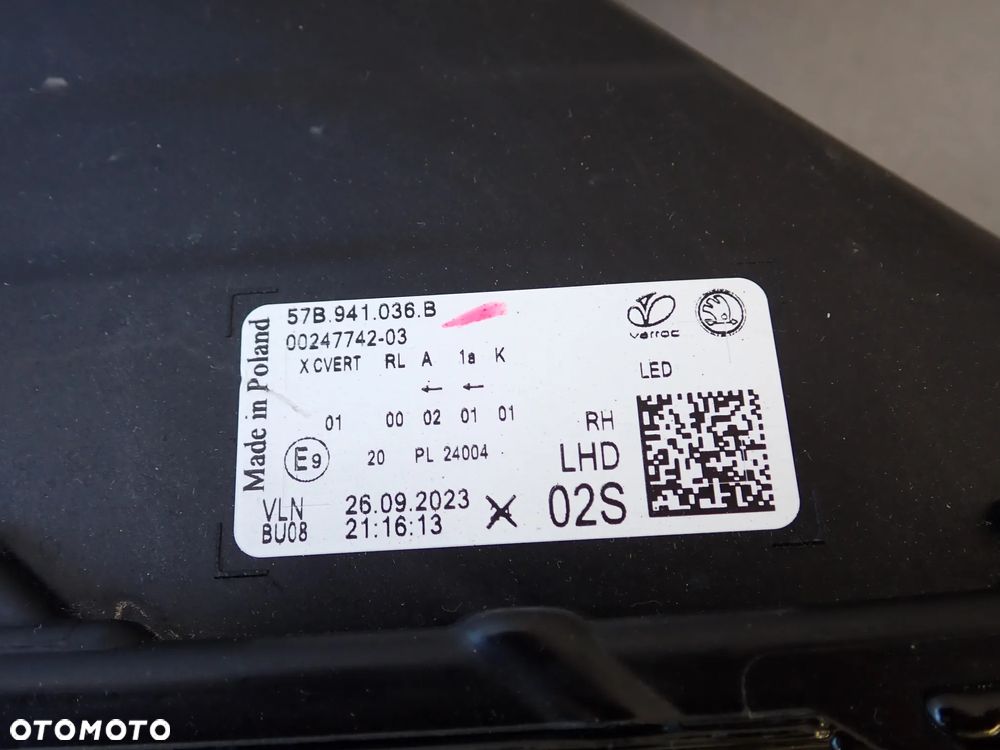 Made in Poland
57B.941.036.B
00247742-03
X CVERT RL A 1a K
← ←
01 00 02 01 01
E9 20 PL 24004
VLN
BU08
26.09.2023
21:16:13
X
varroc
LED
RH
LHD
02S
OTOMOTO